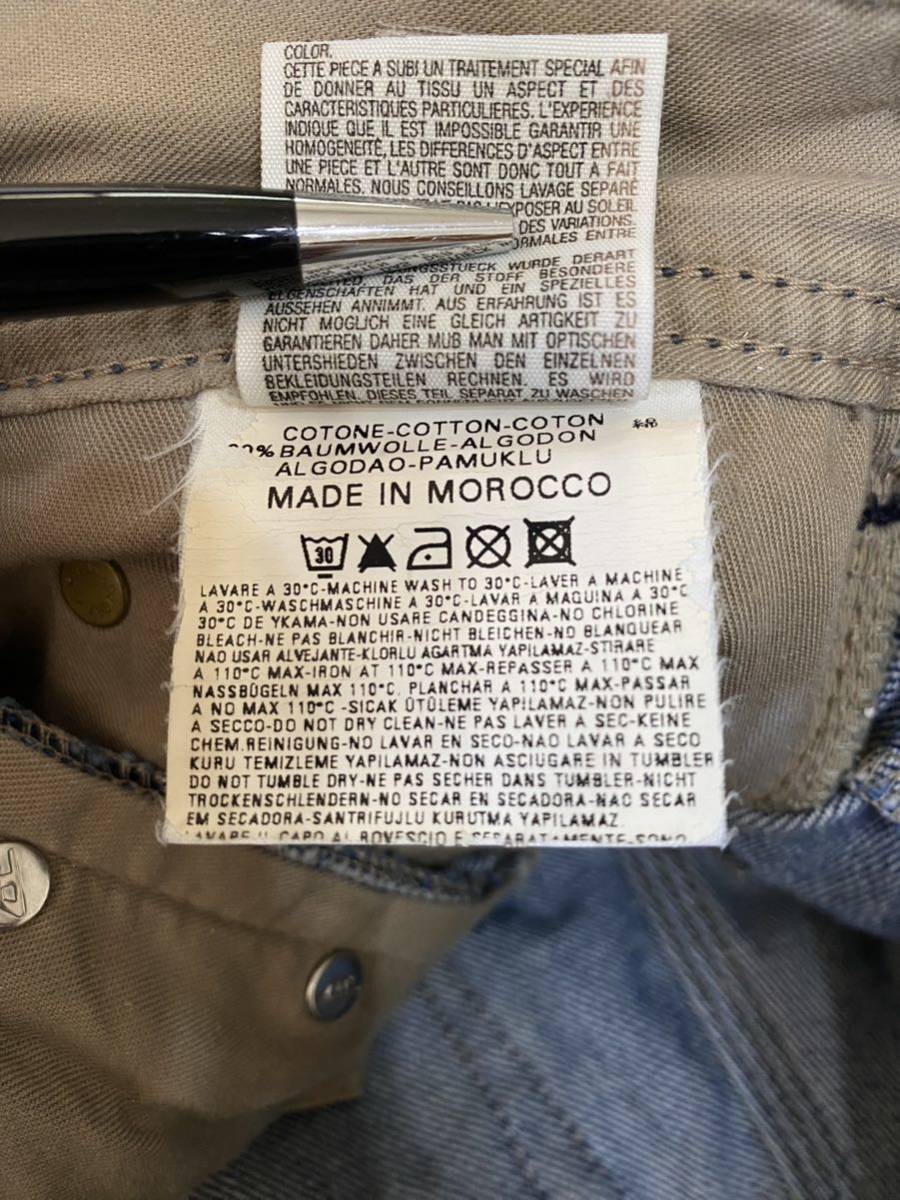 COLOR.
CETTE PIECE A SUBI UN TRAITEMENT SPECIAL AFIN
DE DONNER AU TISSU UN ASPECT ET DES
CARACTERISTIQUES PARTICULIERES. L'EXPERIENCE
INDIQUE QUE IL EST IMPOSSIBLE GARANTIR UNE
HOMOGENEITÉ, LES DIFFERENCES D'ASPECT ENTRE
UNE PIECE ET L'AUTRE SONT DONC TOUT A FAIT
NORMALES. NOUS CONSEILLONS LAVAGE SEPARÉ
EXPOSER AU SOLEIL
DES VARIATIONS.
ENTRE
WURDE DERART
DAS DER STOFF BESONDERE
EIGENSCHAFTEN HAT UND EIN SPEZIELLES
AUSSEHEN ANNIMMT. AUS ERFAHRUNG IST ES
NICHT MOGLICH EINE GLEICH ARTIGKEIT ZU
GARANTIEREN DAHER MUB MAN MIT OPTISCHEN
UNTERSHIEDEN ZWISCHEN DEN EINZELNEN
BEKLEIDUNGSTEILEN RECHNEN. ES WIRD
EMPFOHLEN, DIESES TEIL SEPARAT ZU WASCHEN
COTONE-COTTON-COTON
BAUMWOLLE-ALGODON
ALGODAO-PAMUKLU
MADE IN MOROCCO
30
LAVARE A 30°C-MACHINE WASH TO 30°C-LAVER A MACHINE
A 30°C-WASCHMASCHINE A 30°C-LAVAR A MAQUINA A 30°C
30°C DE YKAMA-NON USARE CANDEGGINA-NO CHLORINE
BLEACH-NE PAS BLANCHIR-NICHT BLEICHEN-NO BLANQUEAR
NAO USAR ALVEJANTE-KLORLU AGARTMA YAPILAMAZ-STIRARE
A 110°C MAX-IRON AT 110°C MAX-REPASSER A 110°C MAX
NASSBÜGELN MAX 110°C. PLANCHAR A 110°C MAX-PASSAR
A NO MAX 110°C -SICAK ÜTÜLEME YAPILAMAZ-NON PULIRE
A SECCO-DO NOT DRY CLEAN-NE PAS LAVER A SEC-KEINE
CHEM.REINIGUNG-NO LAVAR EN SECO-NAO LAVAR A SECO
KURU TEMIZLEME YAPILAMAZ-NON ASCIUGARE IN TUMBLER
DO NOT TUMBLE DRY-NE PAS SECHER DANS TUMBLER-NICHT
TROCKENSCHLENDERN-NO SECAR EN SECADORA-NAO SECAR
EM SECADORA-SANTRIFUJLU KURUTMA YAPILAMAZ
LAVARE IL CAPO AL ROVESCIO E SEPARATAMENTE-SONO